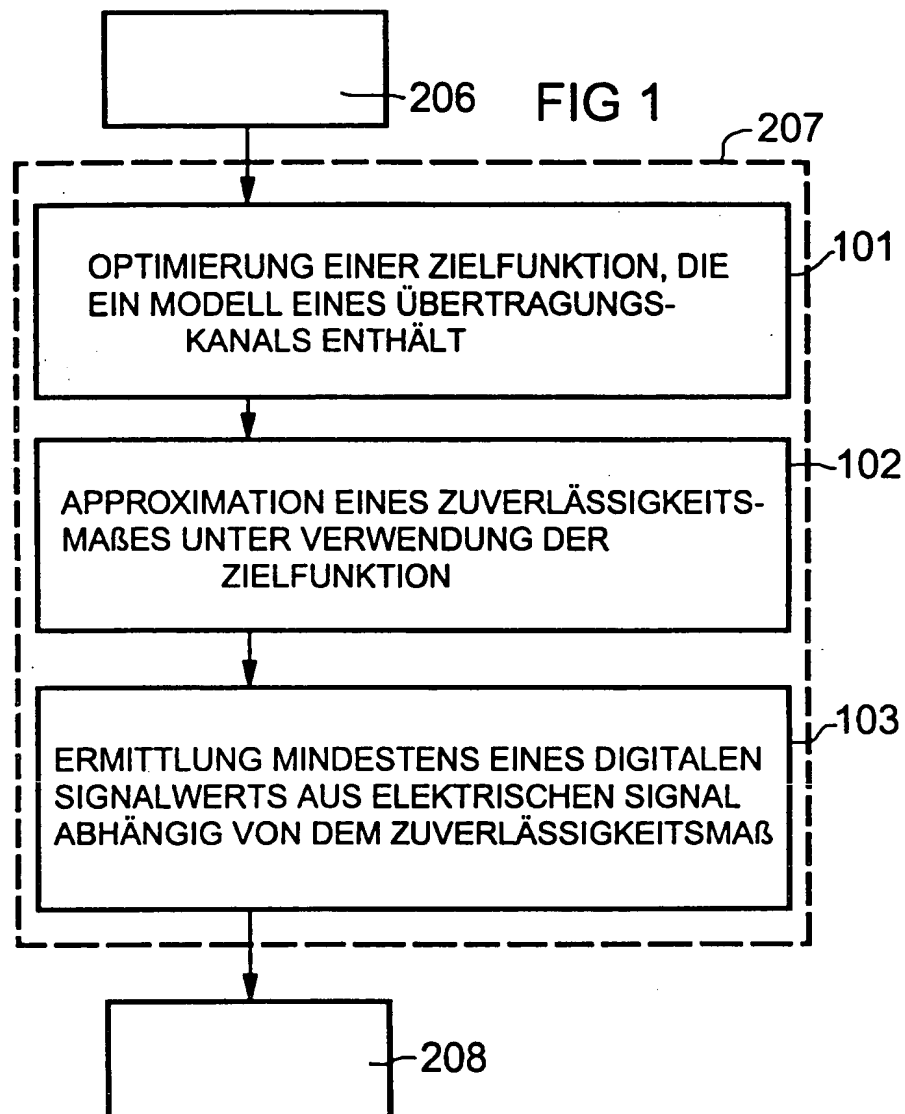 206
FIG 1
207
OPTIMIERUNG EINER ZIELFUNKTION, DIE
EIN MODELL EINES ÜBERTRAGUNGS-
KANALS ENTHÄLT
101
102
APPROXIMATION EINES ZUVERLÄSSIGKEITS-
MAßES UNTER VERWENDUNG DER
ZIELFUNKTION
103
ERMITTLUNG MINDESTENS EINES DIGITALEN
SIGNALWERTS AUS ELEKTRISCHEN SIGNAL
ABHÄNGIG VON DEM ZUVERLÄSSIGKEITSMAß
208